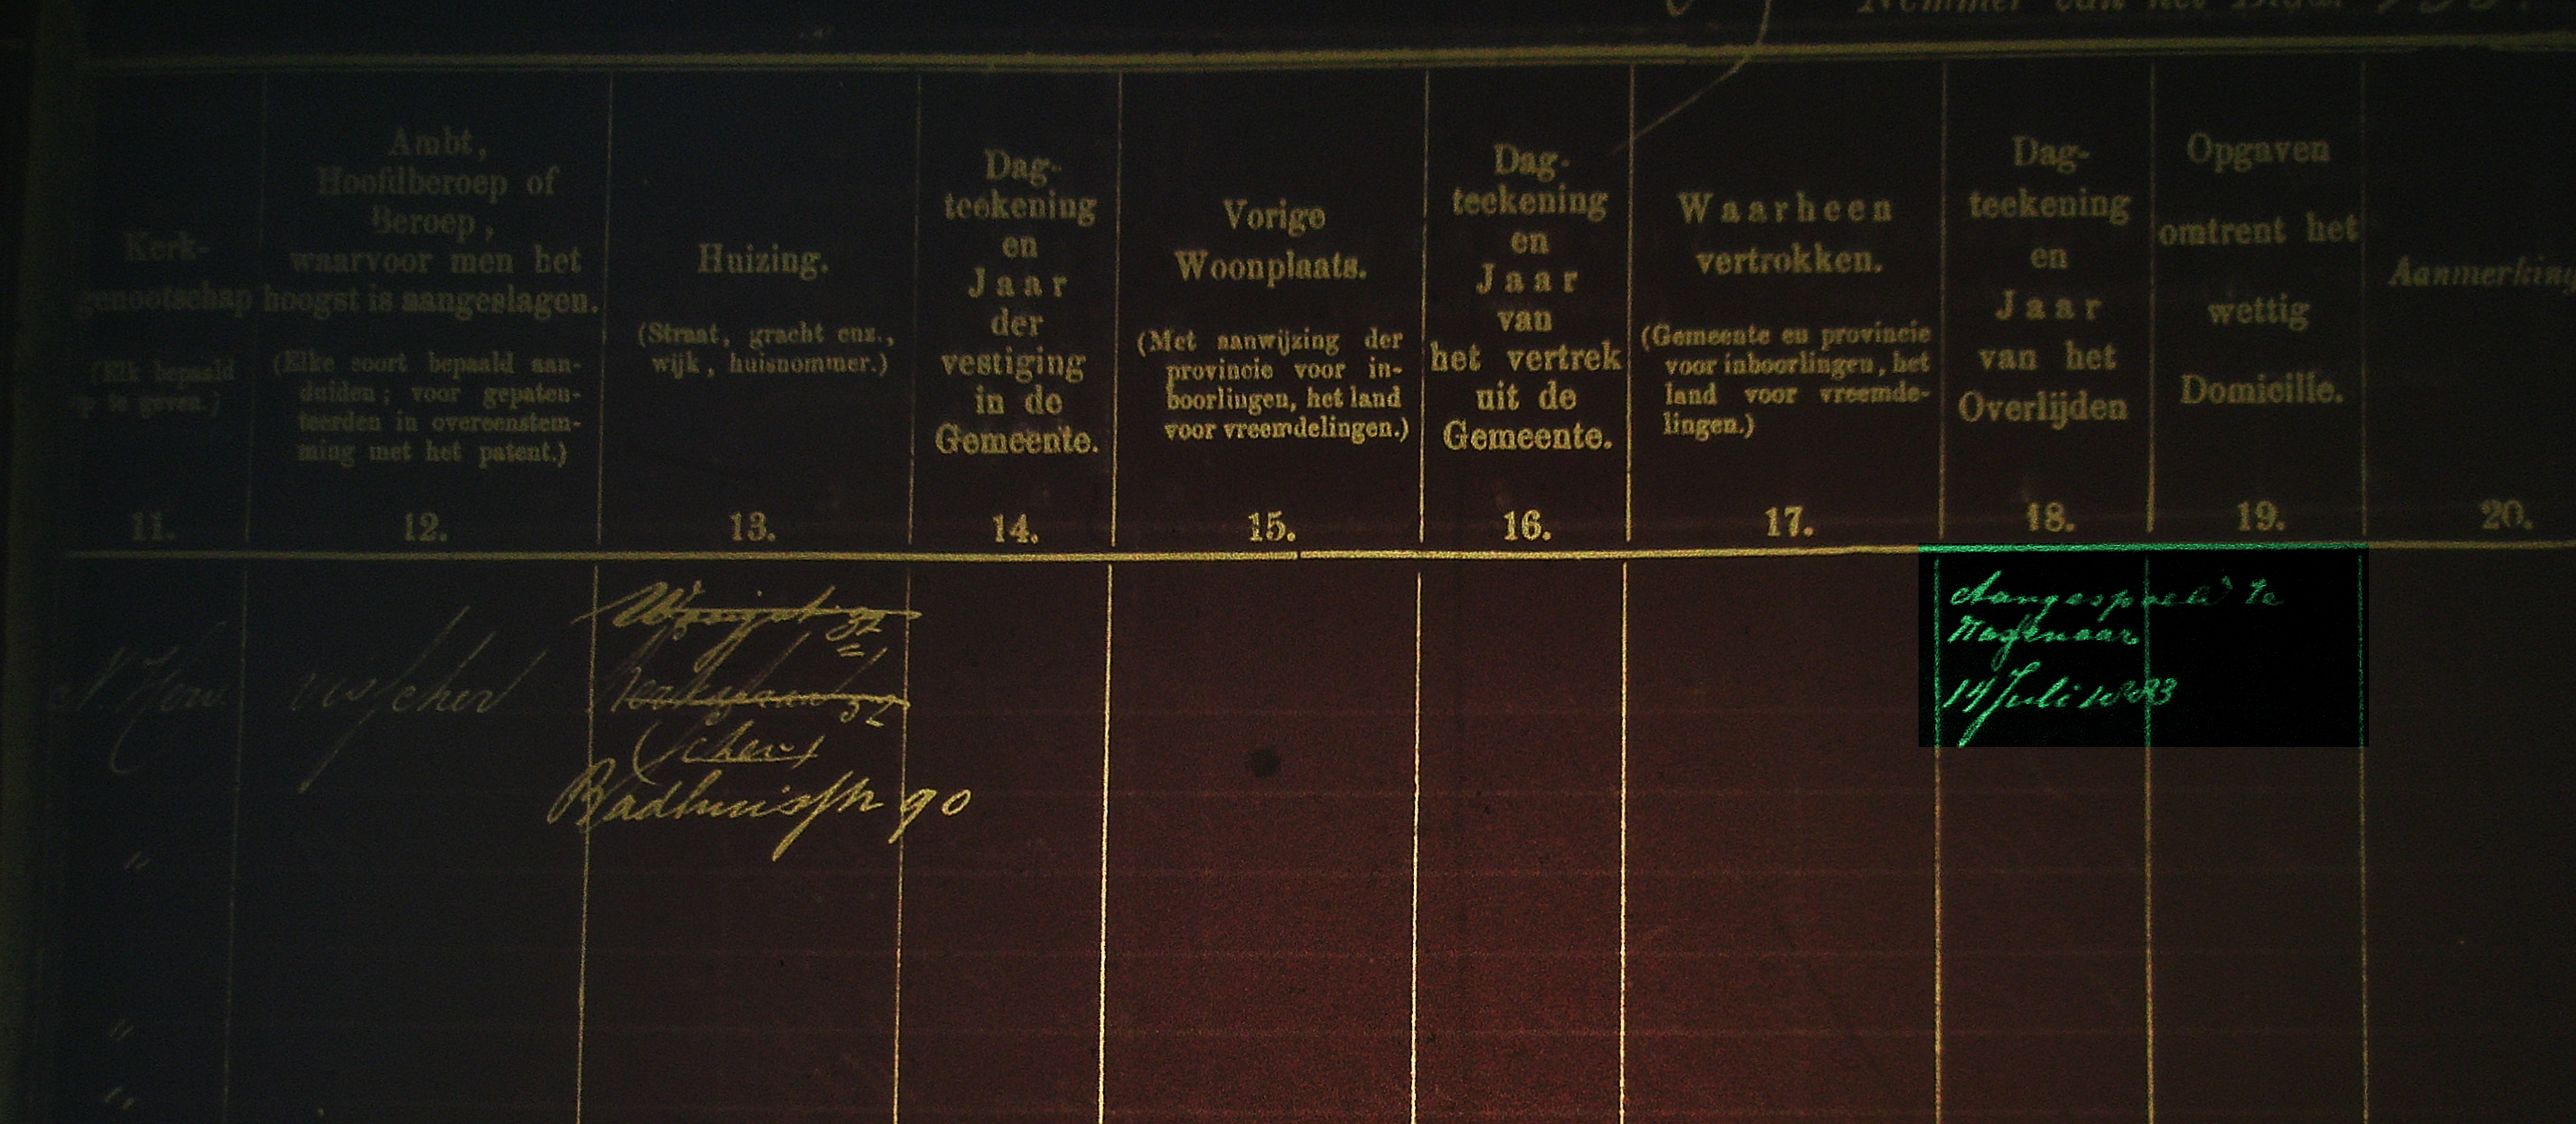 Nommer van het Blad
Kerk-
genootschap
(Elk bepaald
op te geven.)
11.
Ambt,
Hoofdberoep of
Beroep,
waarvoor men het
hoogst is aangeslagen.
(Elke soort bepaald aan-
duiden; voor gepaten-
teerden in overeenstem-
ming met het patent.)
12.
Huizing.
(Straat, gracht enz.,
wijk, huisnommer.)
13.
Dag-
teekening
en
Jaar
der
vestiging
in de
Gemeente.
14.
Vorige
Woonplaats.
(Met aanwijzing der
provincie voor in-
boorlingen, het land
voor vreemdelingen.)
15.
Dag-
teekening
en
Jaar
van
het vertrek
uit de
Gemeente.
16.
Waarheen
vertrokken.
(Gemeente en provincie
voor inboorlingen, het
land voor vreemde-
lingen.)
17.
Dag-
teekening
en
Jaar
van het
Overlijden
18.
Opgaven
omtrent het
wettig
Domicilie.
19.
Aanmerking
20.
N. Herv.
visscher
32
32
Schev
Badhuisstr 90
Aangespoeld te
Wassenaar
14 Juli 1883
"
"
"